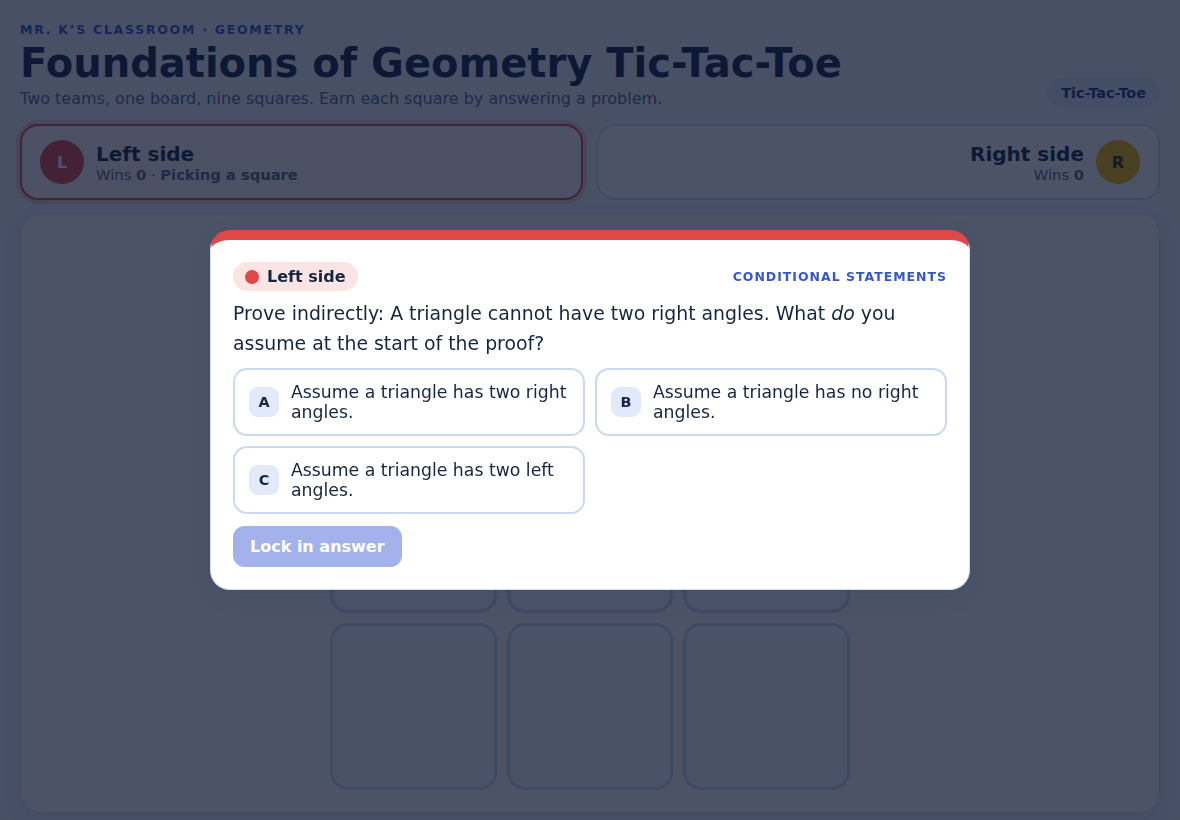 MR. K’S CLASSROOM · GEOMETRY
Foundations of Geometry Tic-Tac-Toe
Two teams, one board, nine squares. Earn each square by answering a problem.
Tic-Tac-Toe
L
Left side
Wins 0 · Picking a square
Right side
Wins 0
R
Left side
CONDITIONAL STATEMENTS
Prove indirectly: A triangle cannot have two right angles. What do you
assume at the start of the proof?
A
Assume a triangle has two right
angles.
B
Assume a triangle has no right
angles.
C
Assume a triangle has two left
angles.
Lock in answer